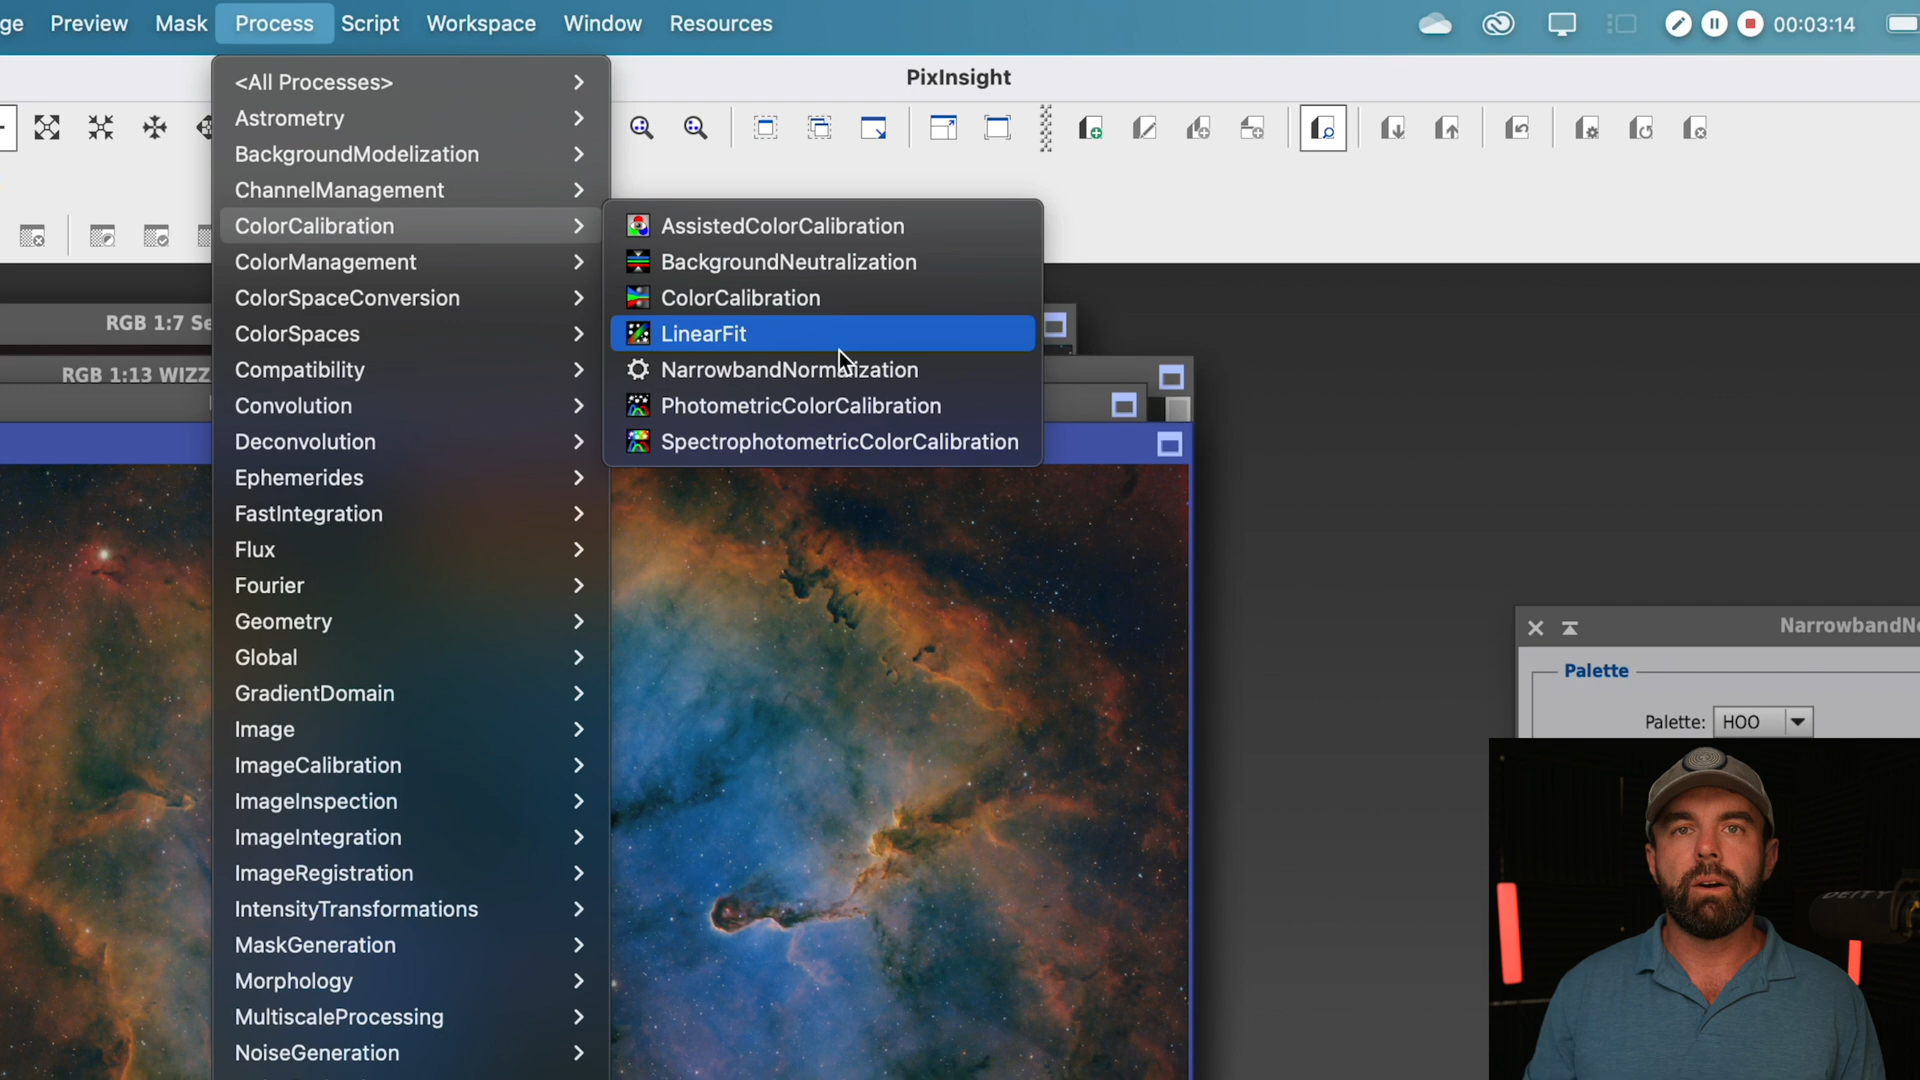 ge Preview Mask Process Script Workspace Window Resources 00:03:14
PixInsight
<All Processes>
Astrometry
BackgroundModelization
ChannelManagement
ColorCalibration
ColorManagement
ColorSpaceConversion
ColorSpaces
Compatibility
Convolution
Deconvolution
Ephemerides
FastIntegration
Flux
Fourier
Geometry
Global
GradientDomain
Image
ImageCalibration
ImageInspection
ImageIntegration
ImageRegistration
IntensityTransformations
MaskGeneration
Morphology
MultiscaleProcessing
NoiseGeneration
AssistedColorCalibration
BackgroundNeutralization
ColorCalibration
LinearFit
NarrowbandNormalization
PhotometricColorCalibration
SpectrophotometricColorCalibration
RGB 1:7 Se
RGB 1:13 WIZZ
NarrowbandNo
Palette
Palette: HOO
DEITY